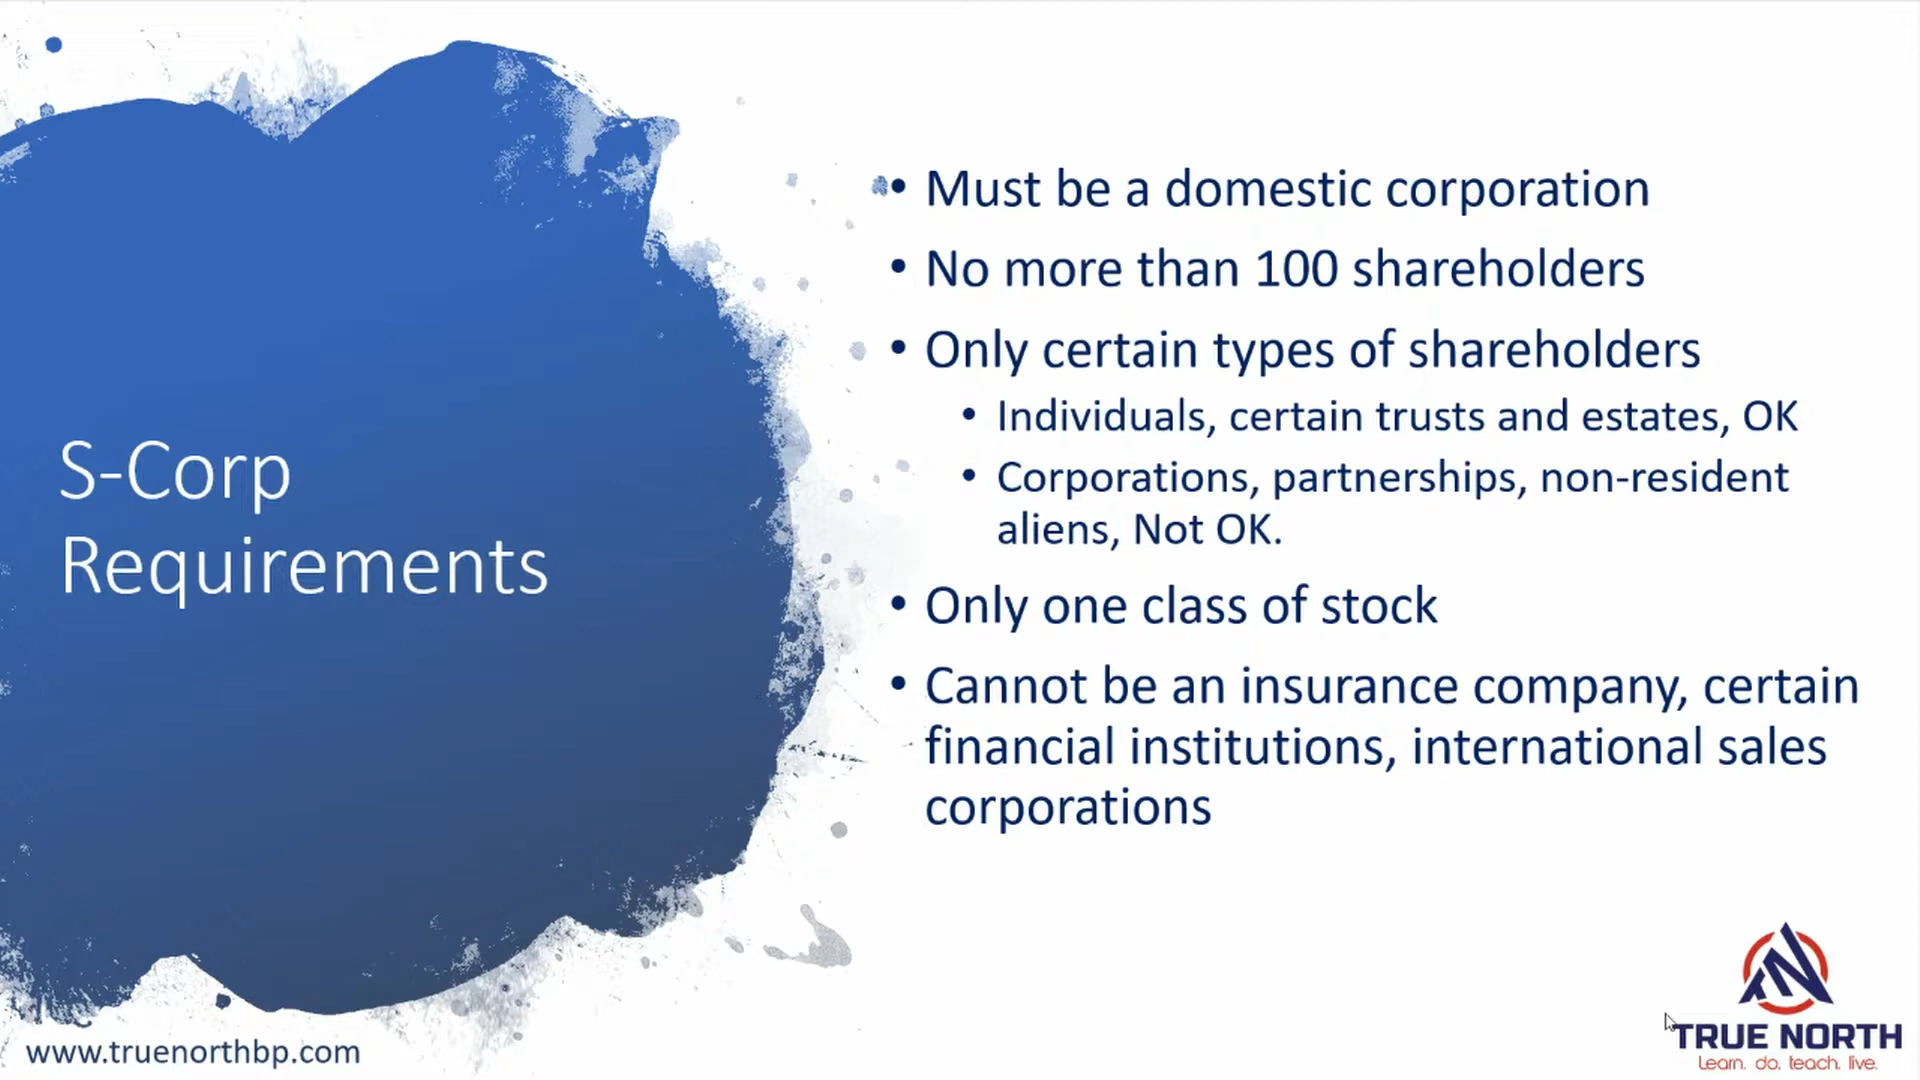 S-Corp
Requirements
• Must be a domestic corporation
• No more than 100 shareholders
• Only certain types of shareholders
• Individuals, certain trusts and estates, OK
• Corporations, partnerships, non-resident
aliens, Not OK.
• Only one class of stock
• Cannot be an insurance company, certain
financial institutions, international sales
corporations
www.truenorthbp.com
TRUE NORTH
Learn. do. teach. live.